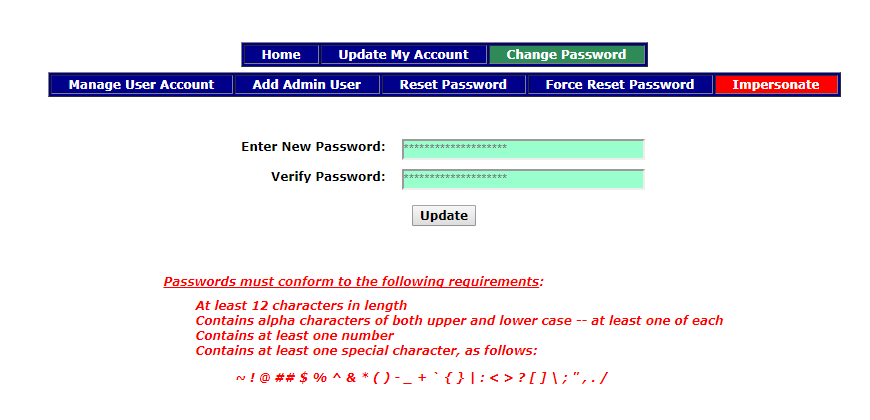 Home Update My Account Change Password
Manage User Account Add Admin User Reset Password Force Reset Password Impersonate
Enter New Password: ********************
Verify Password: ********************
Update
Passwords must conform to the following requirements:
At least 12 characters in length
Contains alpha characters of both upper and lower case -- at least one of each
Contains at least one number
Contains at least one special character, as follows:
~ ! @ ## $ % ^ & * ( ) - _ + ` { } | : < > ? [ ] \ ; " , . /